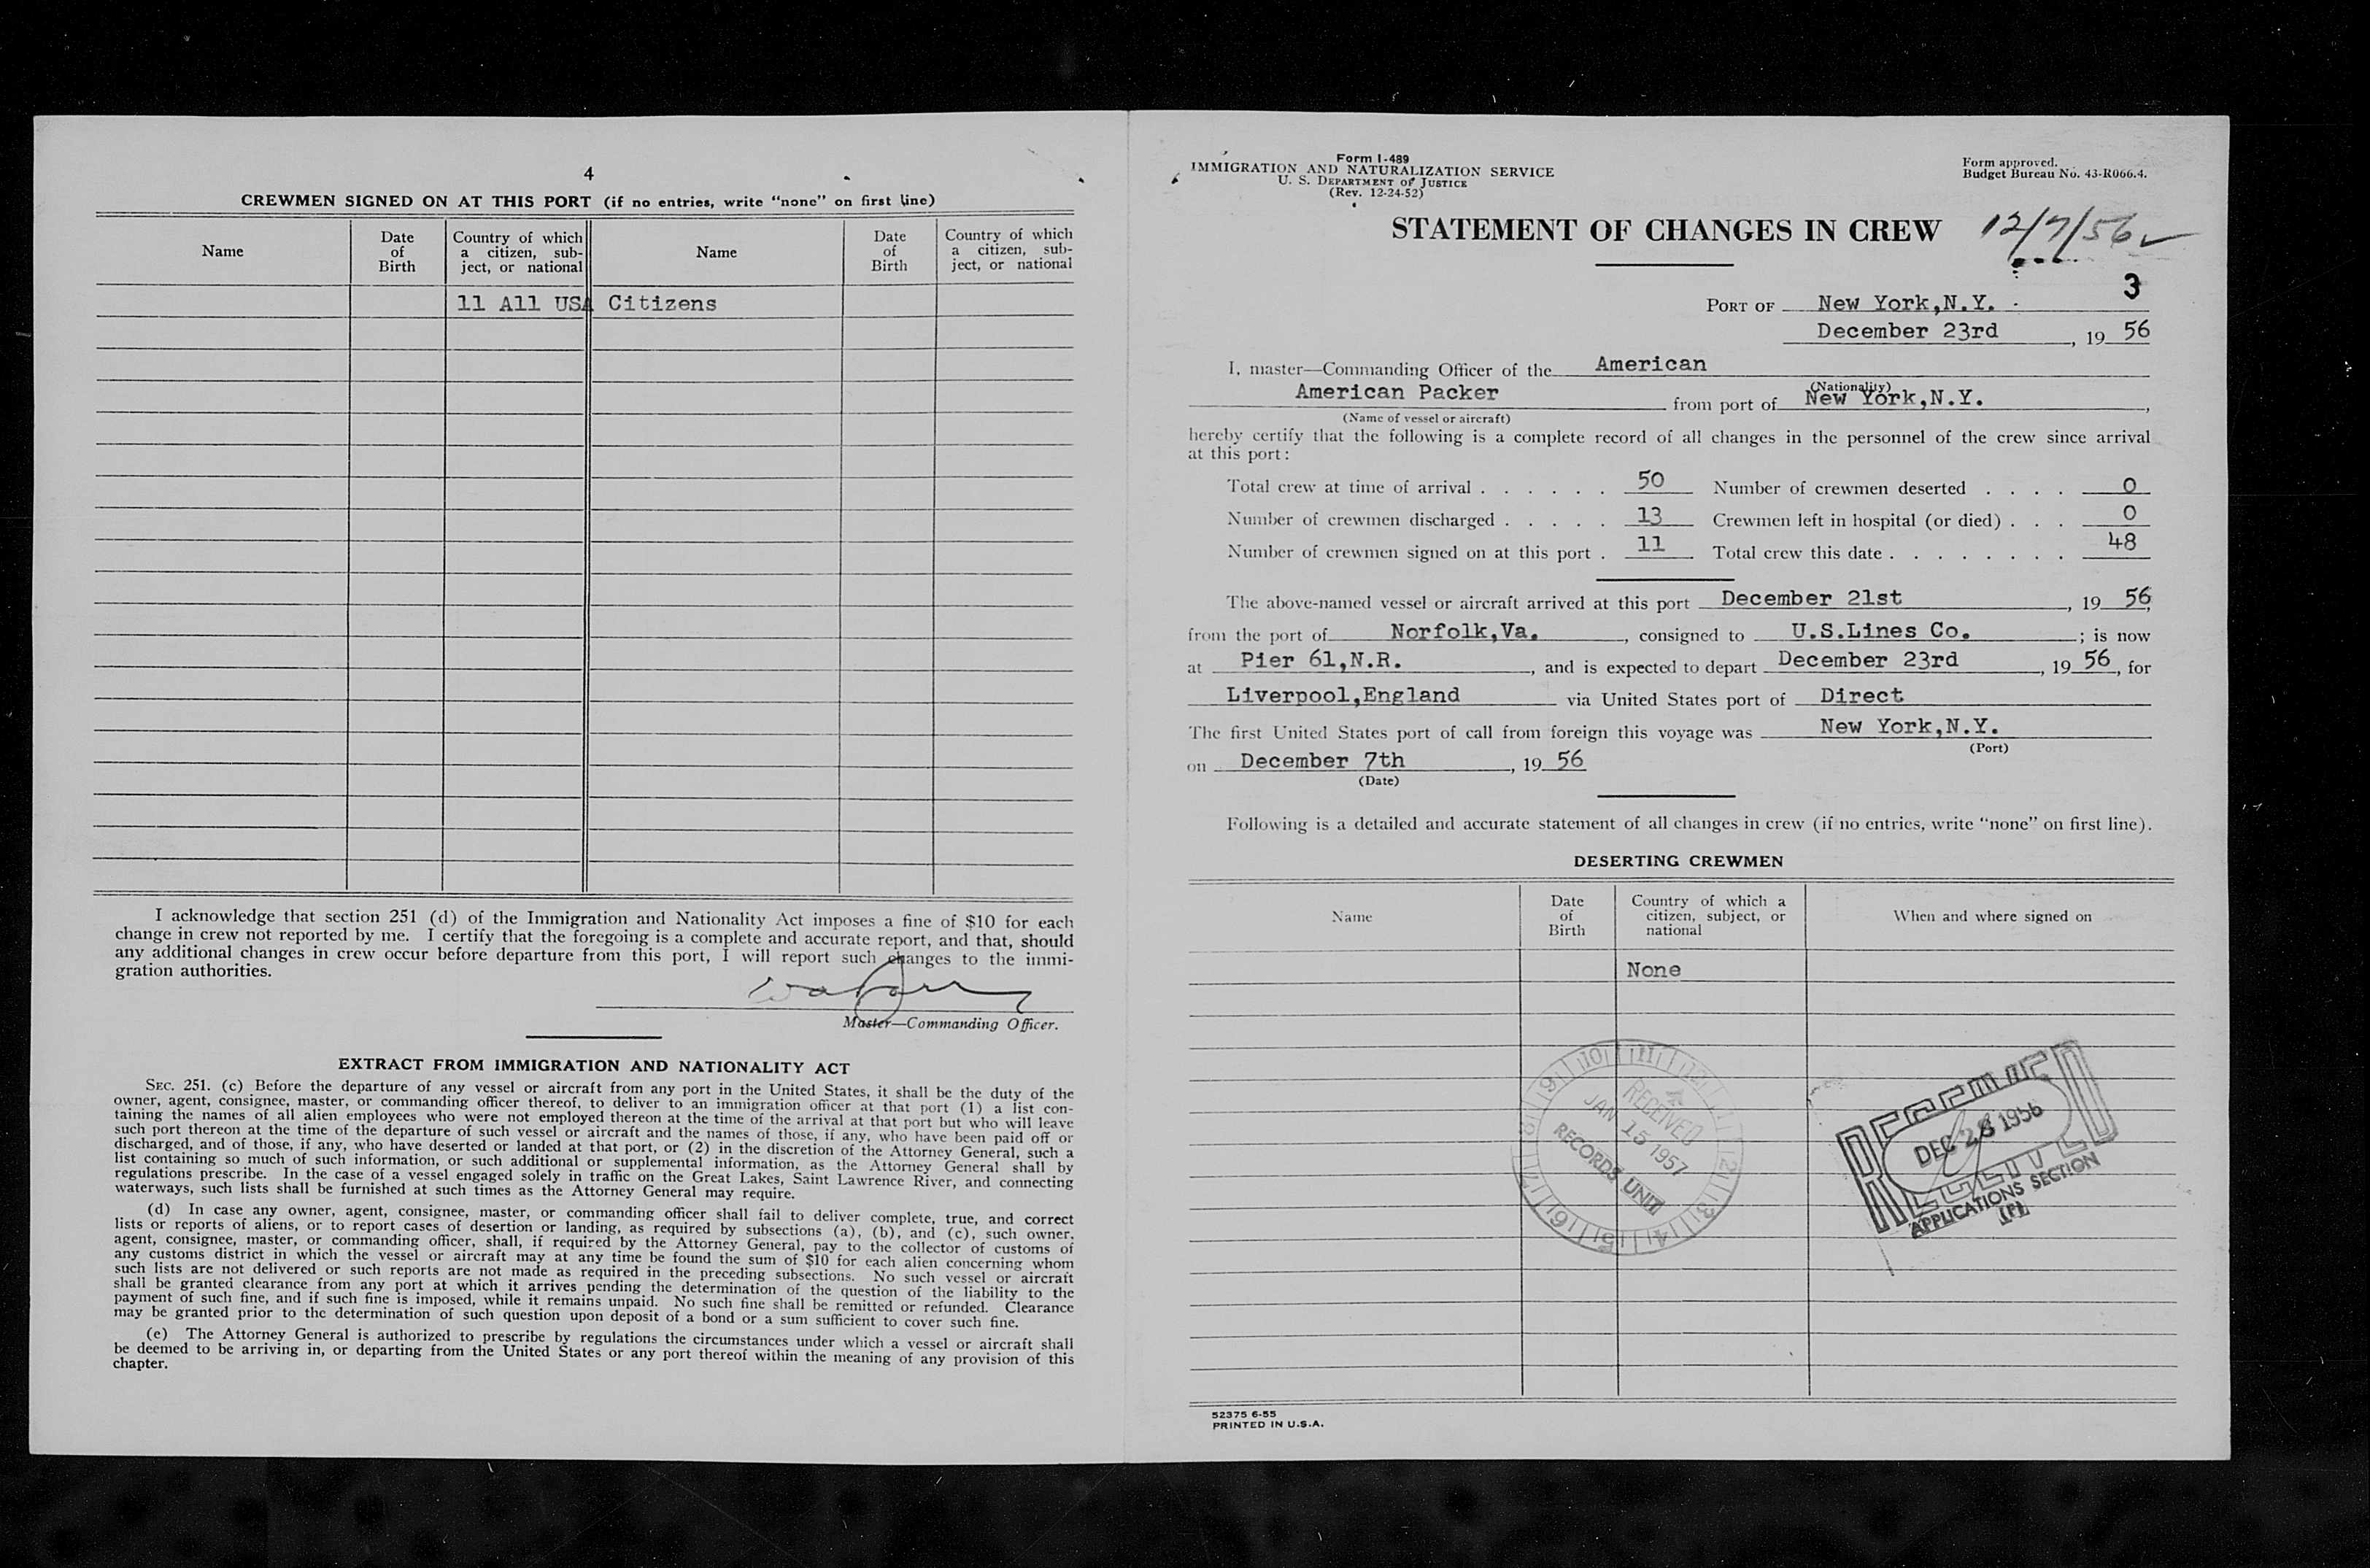 4
CREWMEN SIGNED ON AT THIS PORT (if no entries, write “none” on first line)
Name
Date
of
Birth
Country of which
a citizen, sub-
ject, or national
Name
Date
of
Birth
Country of which
a citizen, sub-
ject, or national
11 All USA Citizens
I acknowledge that section 251 (d) of the Immigration and Nationality Act imposes a fine of $10 for each
change in crew not reported by me. I certify that the foregoing is a complete and accurate report, and that, should
any additional changes in crew occur before departure from this port, I will report such changes to the immi-
gration authorities.
Master—Commanding Officer.
EXTRACT FROM IMMIGRATION AND NATIONALITY ACT
SEC. 251. (c) Before the departure of any vessel or aircraft from any port in the United States, it shall be the duty of the
owner, agent, consignee, master, or commanding officer thereof, to deliver to an immigration officer at that port (1) a list con-
taining the names of all alien employees who were not employed thereon at the time of the arrival at that port but who will leave
such port thereon at the time of the departure of such vessel or aircraft and the names of those, if any, who have been paid off or
discharged, and of those, if any, who have deserted or landed at that port, or (2) in the discretion of the Attorney General, such a
list containing so much of such information, or such additional or supplemental information, as the Attorney General shall by
regulations prescribe. In the case of a vessel engaged solely in traffic on the Great Lakes, Saint Lawrence River, and connecting
waterways, such lists shall be furnished at such times as the Attorney General may require.
(d) In case any owner, agent, consignee, master, or commanding officer shall fail to deliver complete, true, and correct
lists or reports of aliens, or to report cases of desertion or landing, as required by subsections (a), (b), and (c), such owner,
agent, consignee, master, or commanding officer, shall, if required by the Attorney General, pay to the collector of customs of
any customs district in which the vessel or aircraft may at any time be found the sum of $10 for each alien concerning whom
such lists are not delivered or such reports are not made as required in the preceding subsections. No such vessel or aircraft
shall be granted clearance from any port at which it arrives pending the determination of the question of the liability to the
payment of such fine, and if such fine is imposed, while it remains unpaid. No such fine shall be remitted or refunded. Clearance
may be granted prior to the determination of such question upon deposit of a bond or a sum sufficient to cover such fine.
(e) The Attorney General is authorized to prescribe by regulations the circumstances under which a vessel or aircraft shall
be deemed to be arriving in, or departing from the United States or any port thereof within the meaning of any provision of this
chapter.
Form I-489
IMMIGRATION AND NATURALIZATION SERVICE
U. S. DEPARTMENT OF JUSTICE
(Rev. 12-24-52)
Form approved.
Budget Bureau No. 43-R066.4.
STATEMENT OF CHANGES IN CREW 12/7/56
3
PORT OF New York,N.Y.
December 23rd, 19 56
I, master—Commanding Officer of the American
(Nationality)
American Packer from port of New York,N.Y.,
(Name of vessel or aircraft)
hereby certify that the following is a complete record of all changes in the personnel of the crew since arrival
at this port:
Total crew at time of arrival . . . . . . 50 Number of crewmen deserted . . . . 0
Number of crewmen discharged . . . . . 13 Crewmen left in hospital (or died) . . . 0
Number of crewmen signed on at this port . 11 Total crew this date . . . . . . . . 48
The above-named vessel or aircraft arrived at this port December 21st, 19 56,
from the port of Norfolk,Va., consigned to U.S.Lines Co.; is now
at Pier 61,N.R., and is expected to depart December 23rd, 19 56, for
Liverpool,England via United States port of Direct
The first United States port of call from foreign this voyage was New York,N.Y.
(Port)
on December 7th, 19 56
(Date)
Following is a detailed and accurate statement of all changes in crew (if no entries, write “none” on first line).
DESERTING CREWMEN
Name
Date
of
Birth
Country of which a
citizen, subject, or
national
When and where signed on
None
10 11 12 1 2 3 4 5 6 7 8 9
RECEIVED
JAN 15 1957
RECORDS UNIT
DEC 28 1956
RECEIVED
APPLICATIONS SECTION
(P)
52375 6-55
PRINTED IN U.S.A.